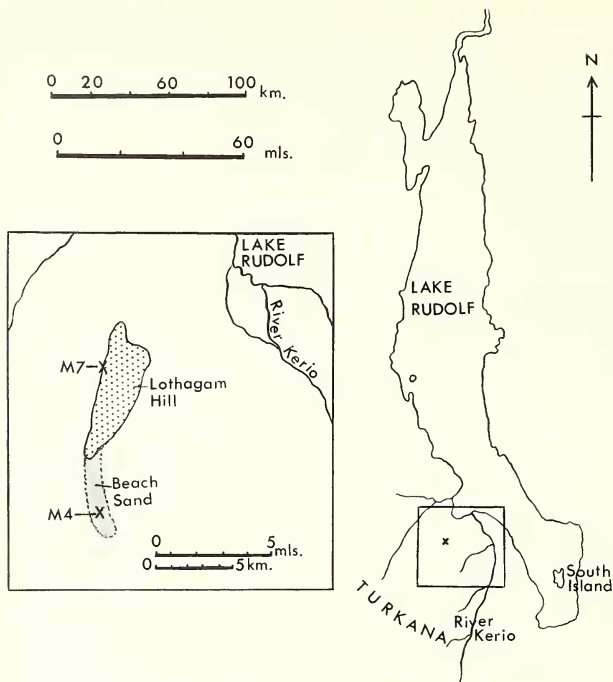 0 20 60 100
km.
0 60
mls.
N
LAKE
RUDOLF
River Kerio
M7
Lothagam
Hill
Beach
Sand
M4
0 5
mls.
0 5 km.
LAKE
RUDOLF
South
Island
TURKANA
River
Kerio